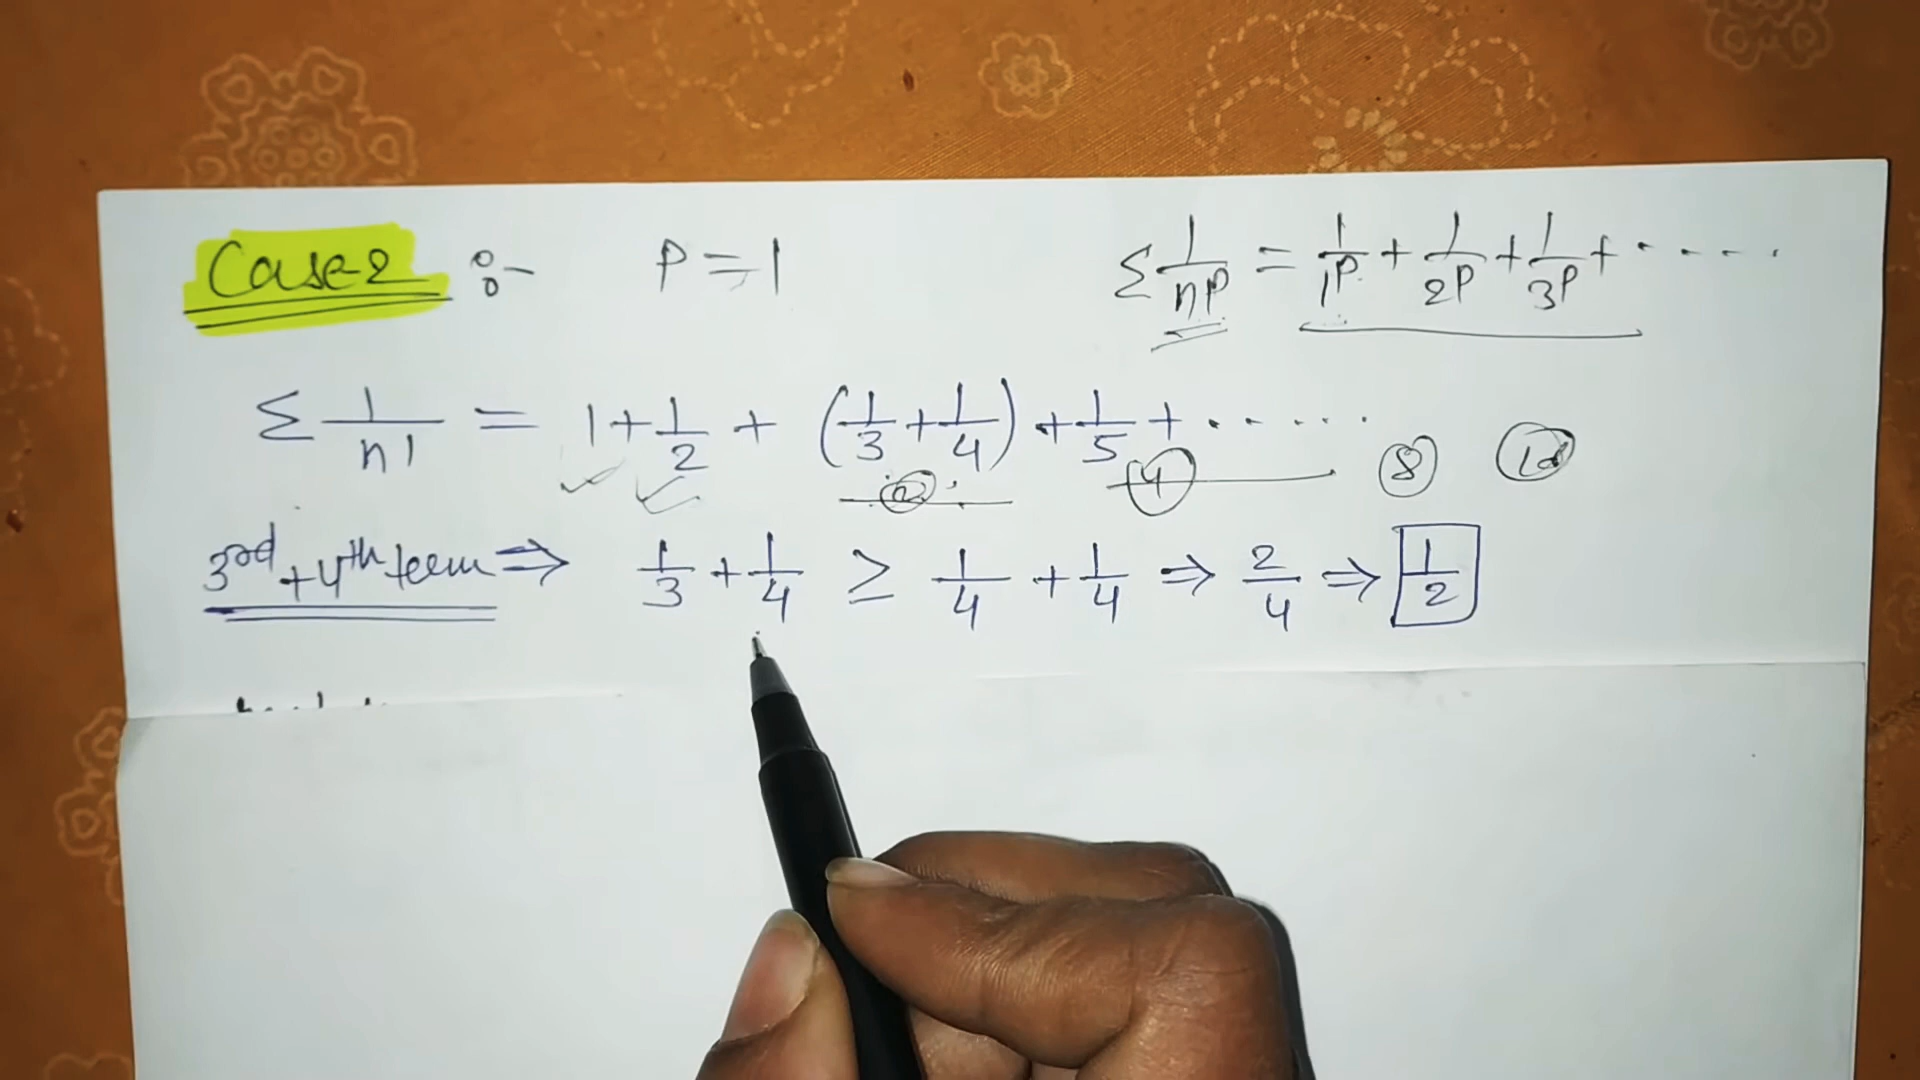 Case 2 :- P = 1
Σ 1/n^P = 1/1^P + 1/2^P + 1/3^P + ....
Σ 1/n^1 = 1 + 1/2 + (1/3 + 1/4) + 1/5 + ......
2 4 8
3rd + 4th term ⇒ 1/3 + 1/4 ≥ 1/4 + 1/4 ⇒ 2/4 ⇒ 1/2